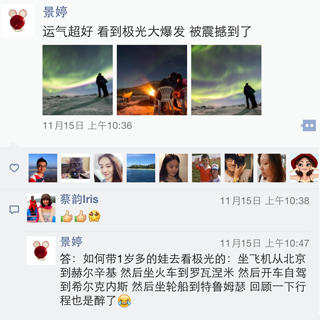 景婷
运气超好 看到极光大爆发 被震撼到了
11月15日 上午10:36
蔡韵Iris
11月15日 上午10:38
景婷
11月15日 上午10:47
答：如何带1岁多的娃去看极光的：坐飞机从北京
到赫尔辛基 然后坐火车到罗瓦涅米 然后开车自驾
到希尔克内斯 然后坐轮船到特鲁姆瑟 回顾一下行
程也是醉了